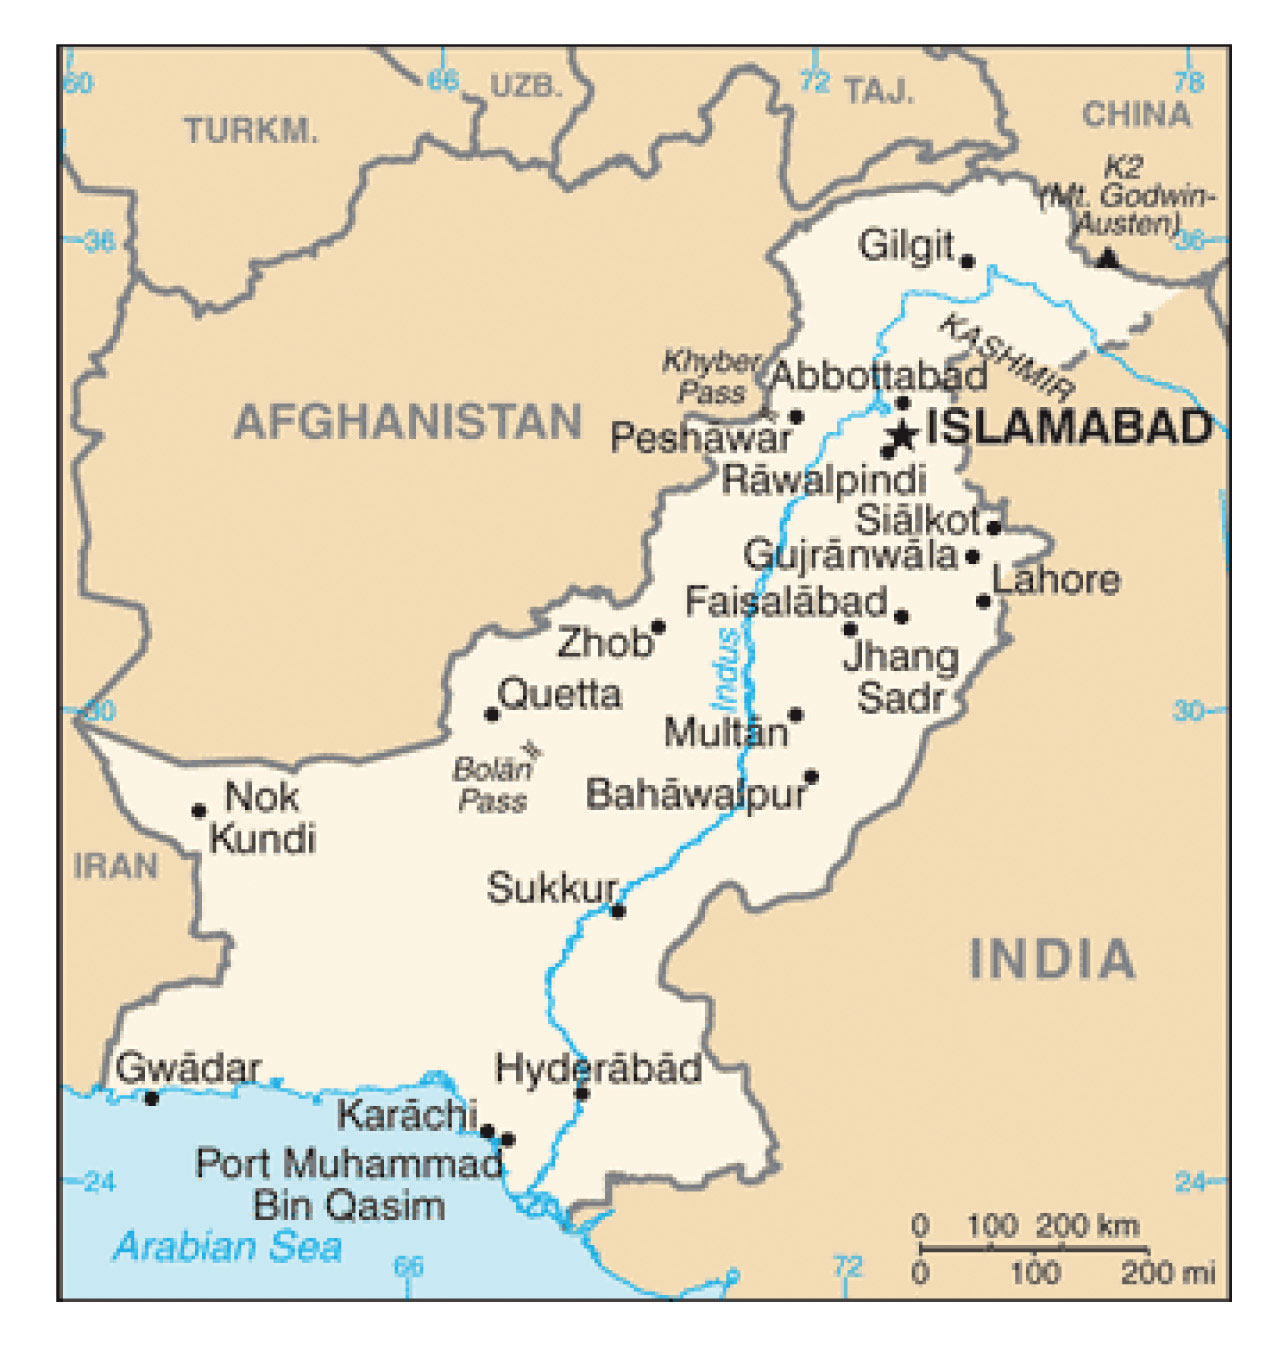 60
66
UZB.
72
TAJ.
78
TURKM.
CHINA
K2
(Mt. Godwin-
Austen)
36
36
Gilgit
KASHMIR
Khyber
Pass
Abbottabad
AFGHANISTAN
Peshāwar
ISLAMABAD
Rāwalpindi
Siālkot
Gujrānwāla
Lahore
Faisalābad
Zhob
Indus
Jhang
Sadr
Quetta
30
30
Multān
Bolān
Pass
Bahāwalpur
Nok
Kundi
IRAN
Sukkur
INDIA
Gwādar
Hyderābād
Karāchi
Port Muhammad
Bin Qasim
24
24
Arabian Sea
66
72
0 100 200 km
0 100 200 mi